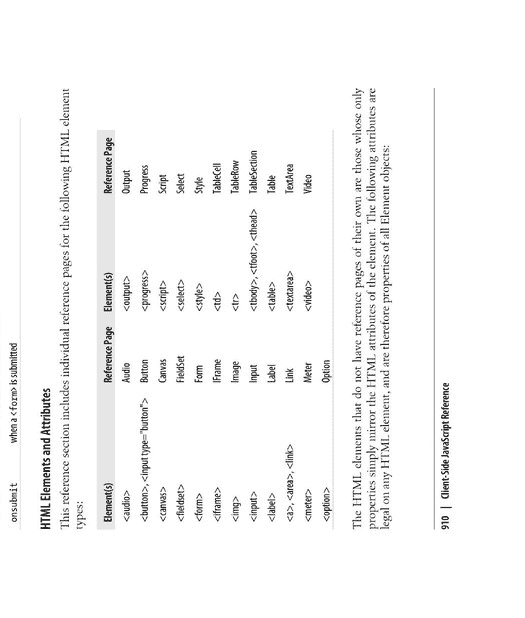 onsubmit when a <form> is submitted
HTML Elements and Attributes
This reference section includes individual reference pages for the following HTML element
types:
Element(s) Reference Page Element(s) Reference Page
<audio> Audio <output> Output
<button>, <input type="button"> Button <progress> Progress
<canvas> Canvas <script> Script
<fieldset> FieldSet <select> Select
<form> Form <style> Style
<iframe> IFrame <td> TableCell
<img> Image <tr> TableRow
<input> Input <tbody>, <tfoot>, <thead> TableSection
<label> Label <table> Table
<a>, <area>, <link> Link <textarea> TextArea
<meter> Meter <video> Video
<option> Option
The HTML elements that do not have reference pages of their own are those whose only
properties simply mirror the HTML attributes of the element. The following attributes are
legal on any HTML element, and are therefore properties of all Element objects:
910 | Client-Side JavaScript Reference